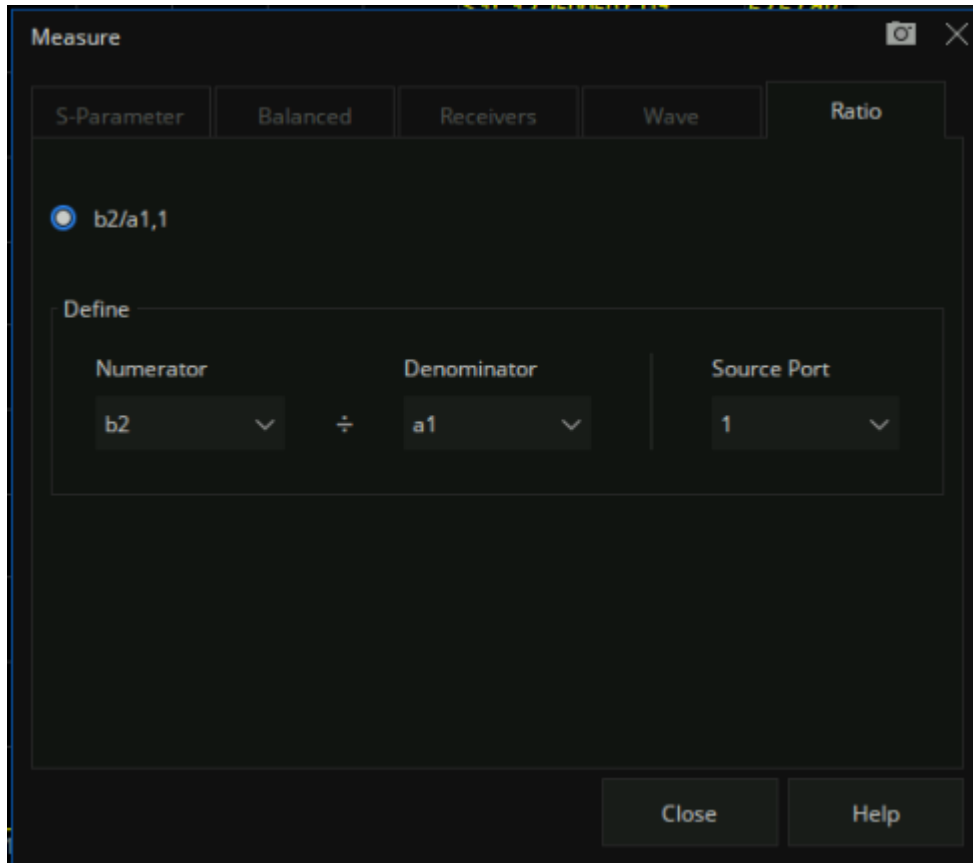 Measure
S-Parameter Balanced Receivers Wave Ratio
b2/a1,1
Define
Numerator Denominator Source Port
b2 ÷ a1 1
Close Help